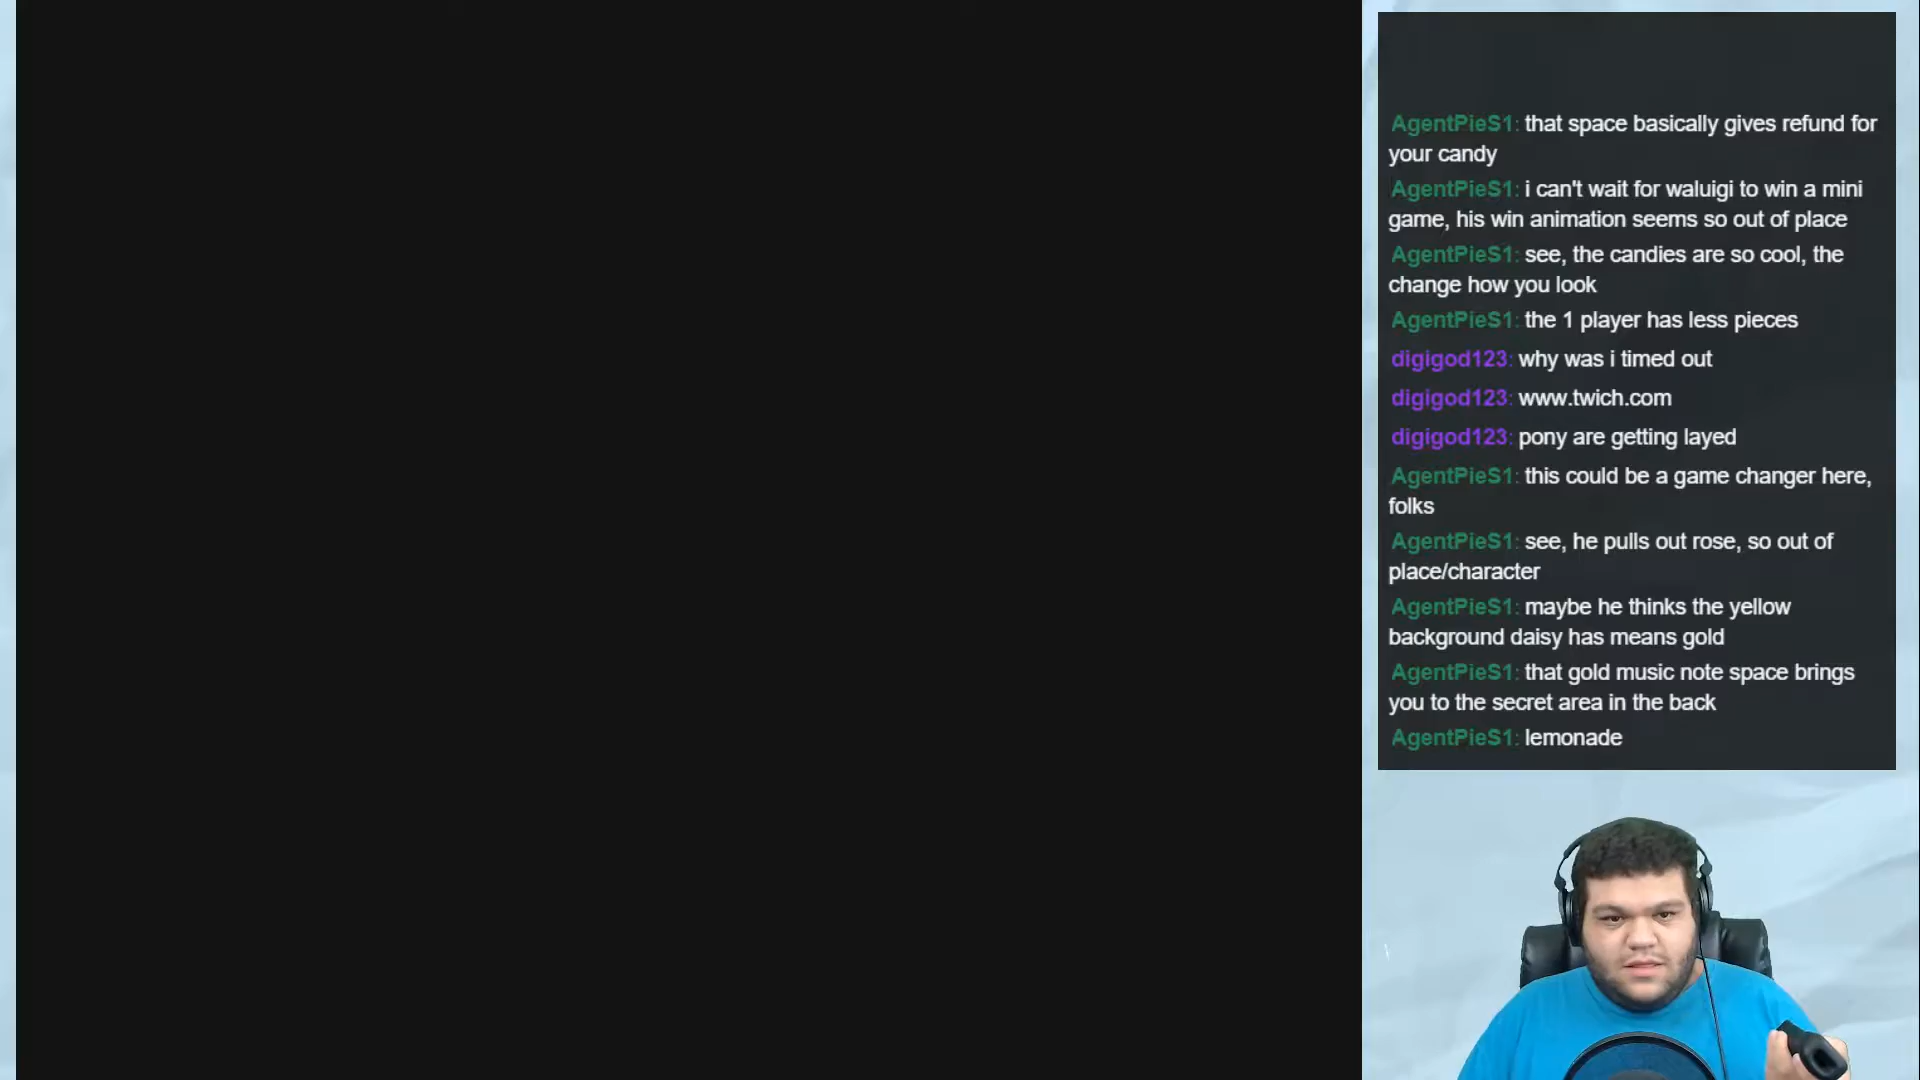 AgentPieS1: that space basically gives refund for
your candy
AgentPieS1: i can't wait for waluigi to win a mini
game, his win animation seems so out of place
AgentPieS1: see, the candies are so cool, the
change how you look
AgentPieS1: the 1 player has less pieces
digigod123: why was i timed out
digigod123: www.twich.com
digigod123: pony are getting layed
AgentPieS1: this could be a game changer here,
folks
AgentPieS1: see, he pulls out rose, so out of
place/character
AgentPieS1: maybe he thinks the yellow
background daisy has means gold
AgentPieS1: that gold music note space brings
you to the secret area in the back
AgentPieS1: lemonade